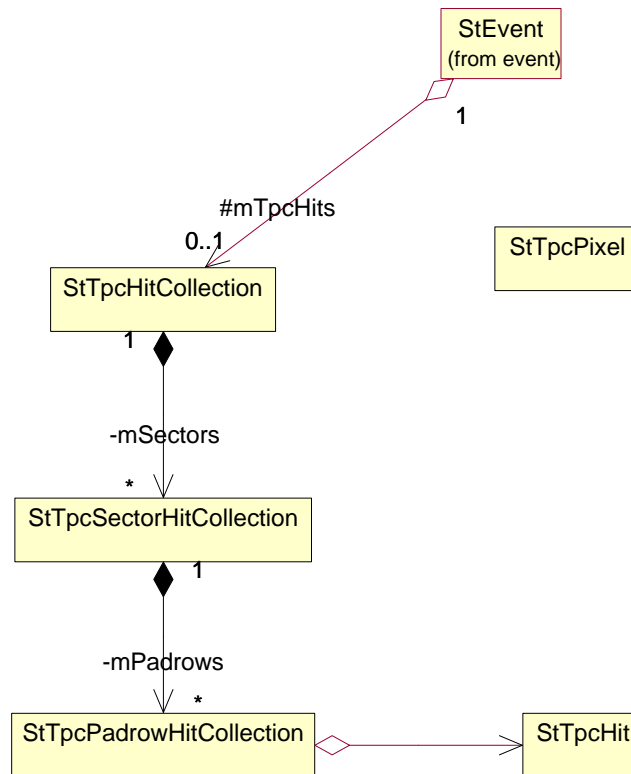 StEvent
(from event)
1
#mTpcHits
0..1
StTpcPixel
StTpcHitCollection
1
-mSectors
*
StTpcSectorHitCollection
1
-mPadrows
*
StTpcPadrowHitCollection
StTpcHit